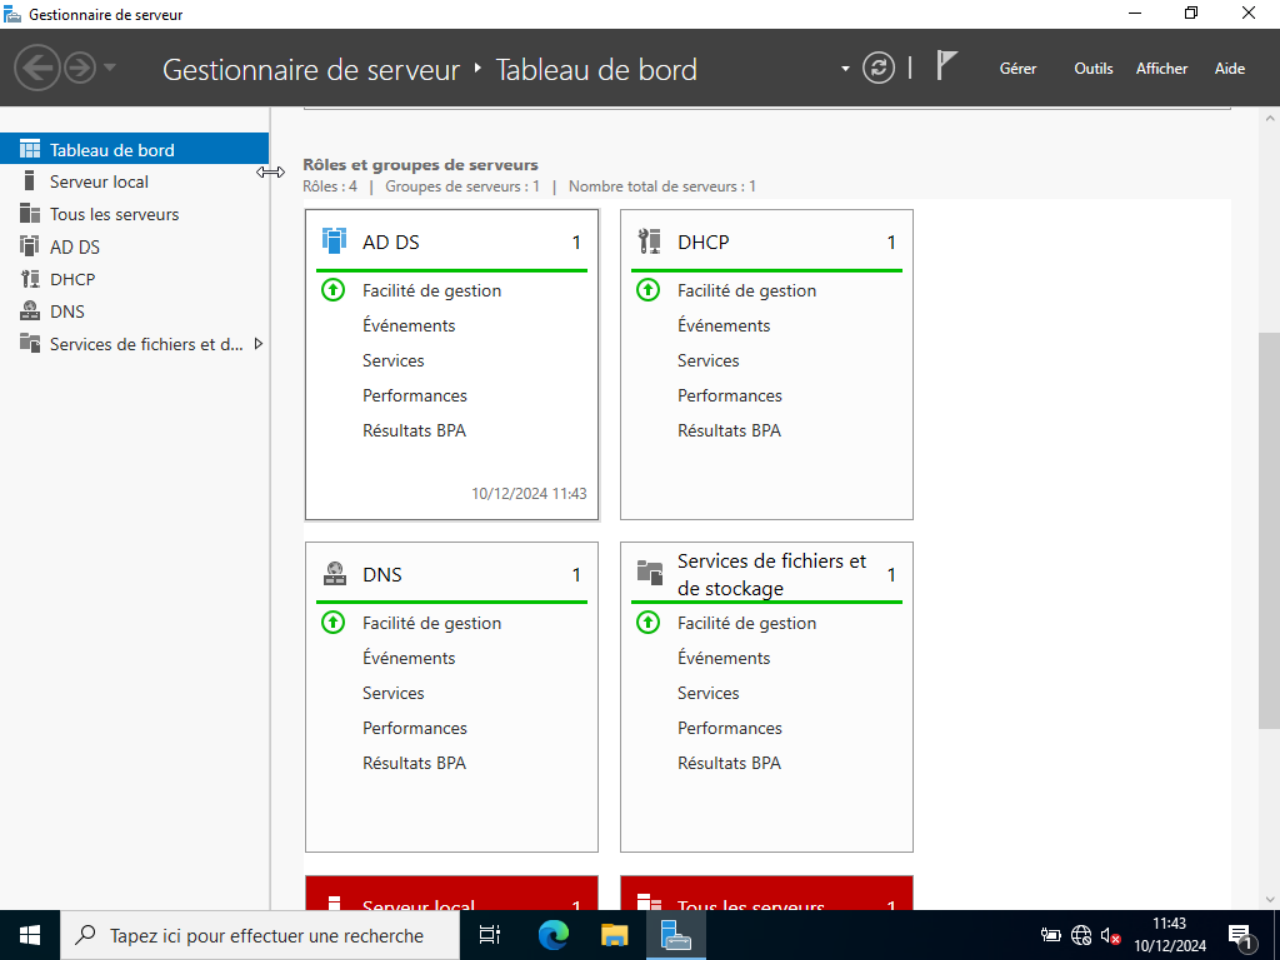 Gestionnaire de serveur
Gestionnaire de serveur ‣ Tableau de bord
Gérer
Outils
Afficher
Aide
Tableau de bord
Serveur local
Tous les serveurs
AD DS
DHCP
DNS
Services de fichiers et d...
Rôles et groupes de serveurs
Rôles : 4 | Groupes de serveurs : 1 | Nombre total de serveurs : 1
AD DS 1
Facilité de gestion
Événements
Services
Performances
Résultats BPA
10/12/2024 11:43
DHCP 1
Facilité de gestion
Événements
Services
Performances
Résultats BPA
DNS 1
Facilité de gestion
Événements
Services
Performances
Résultats BPA
Services de fichiers et
de stockage 1
Facilité de gestion
Événements
Services
Performances
Résultats BPA
Serveur local 1
Tous les serveurs 1
Tapez ici pour effectuer une recherche
11:43
10/12/2024
1